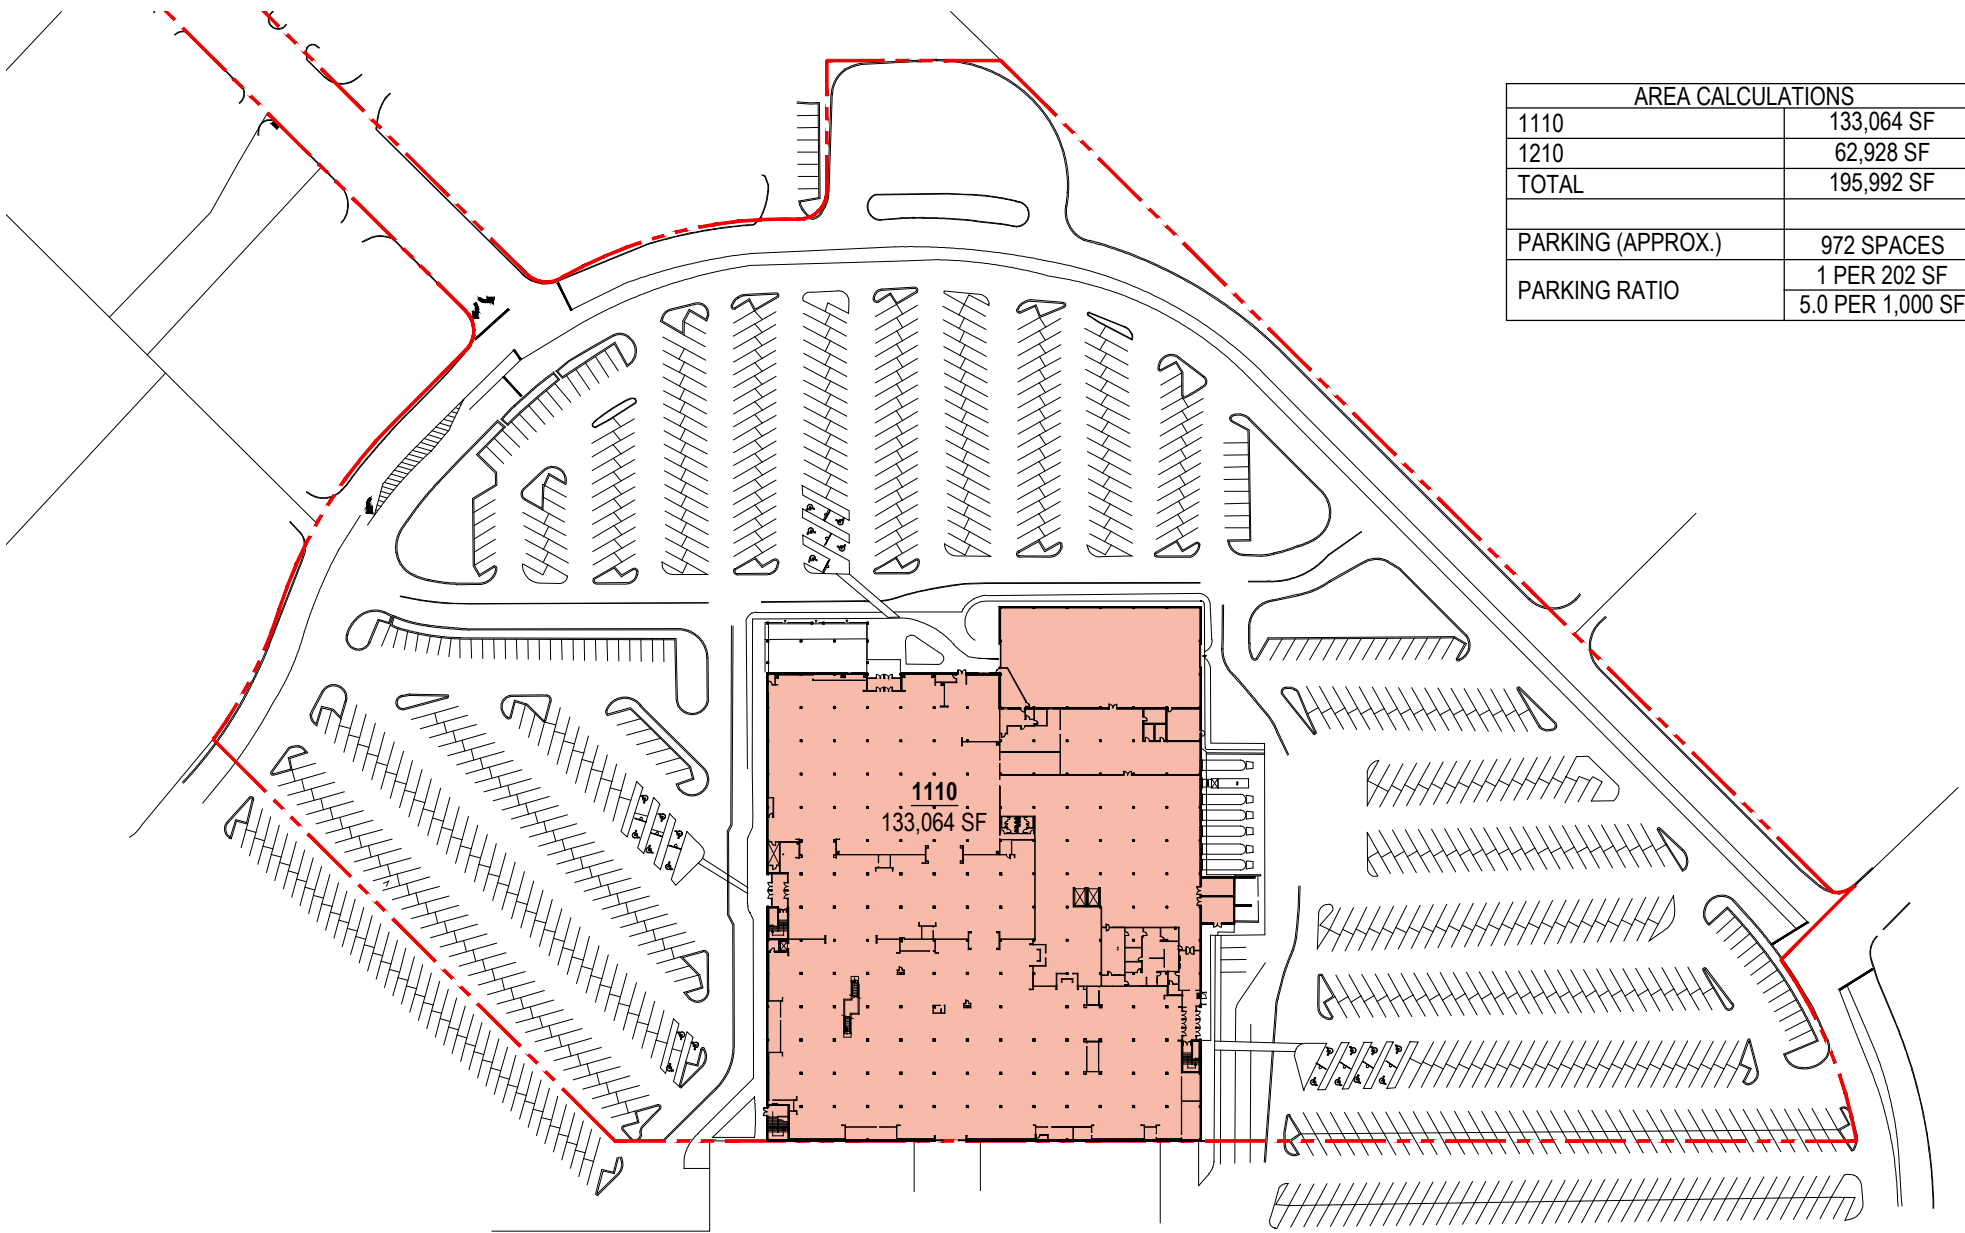 AREA CALCULATIONS
1110 133,064 SF
1210 62,928 SF
TOTAL 195,992 SF
PARKING (APPROX.) 972 SPACES
PARKING RATIO 1 PER 202 SF
5.0 PER 1,000 SF
1110
133,064 SF